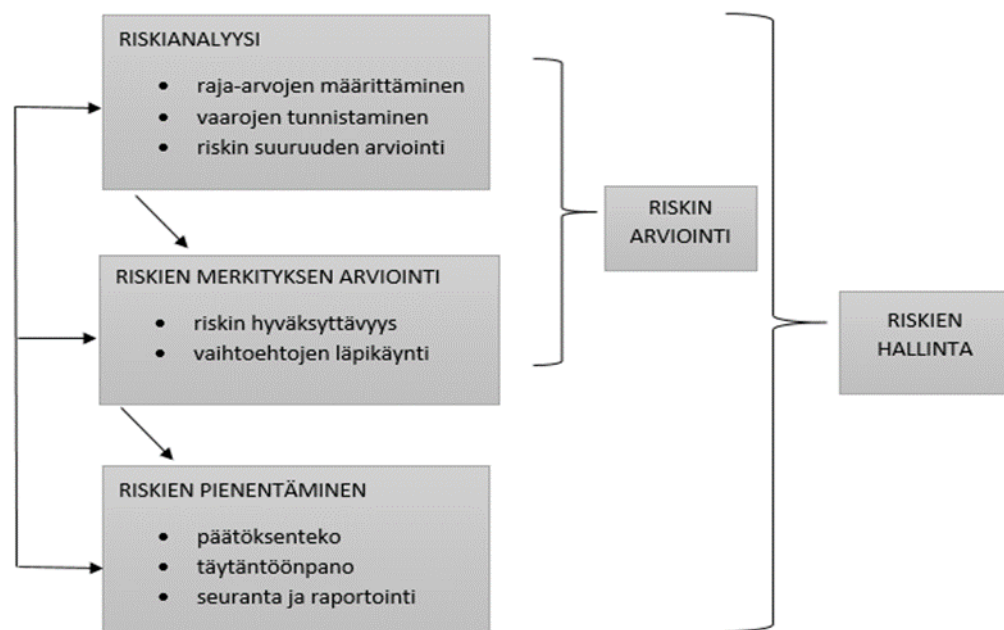 RISKIANALYYSI
• raja-arvojen määrittäminen
• vaarojen tunnistaminen
• riskin suuruuden arviointi
RISKIEN MERKITYKSEN ARVIOINTI
• riskin hyväksyttävyys
• vaihtoehtojen läpikäynti
RISKIEN PIENENTÄMINEN
• päätöksenteko
• täytäntöönpano
• seuranta ja raportointi
RISKIN
ARVIOINTI
RISKIEN
HALLINTA